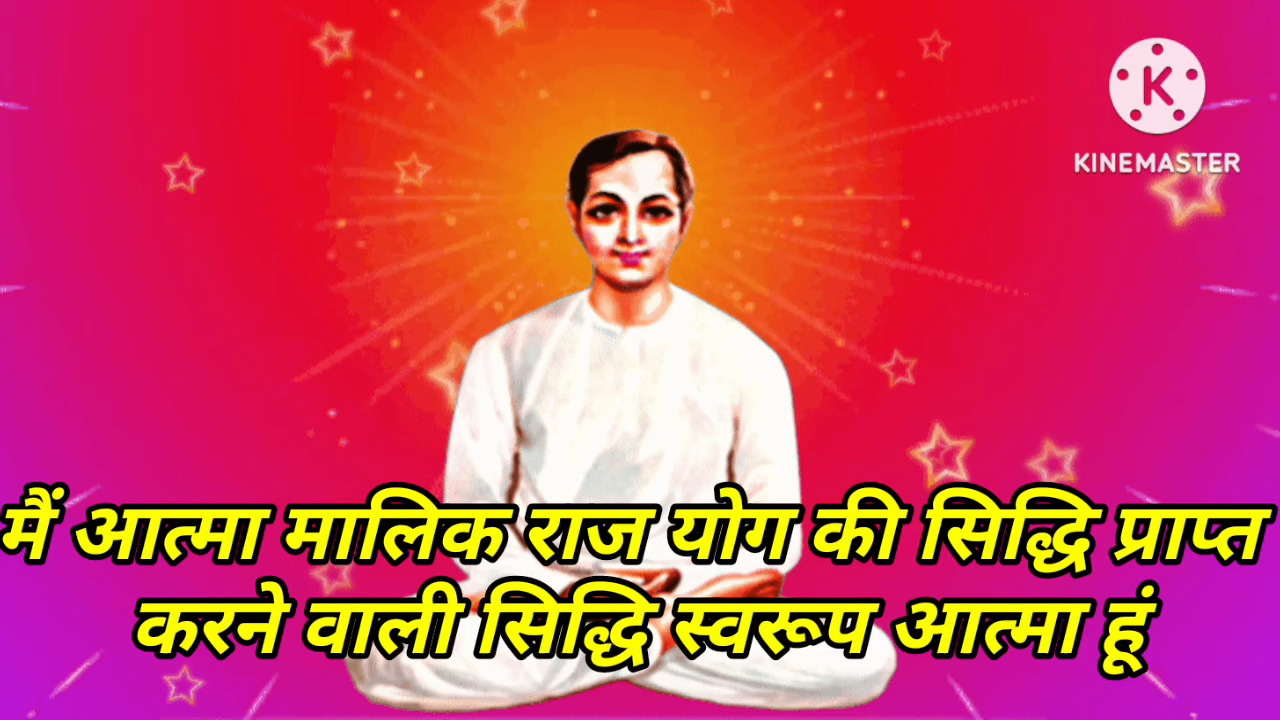 KINEMASTER
मैं आत्मा मालिक राज योग की सिद्धि प्राप्त
करने वाली सिद्धि स्वरूप आत्मा हूं